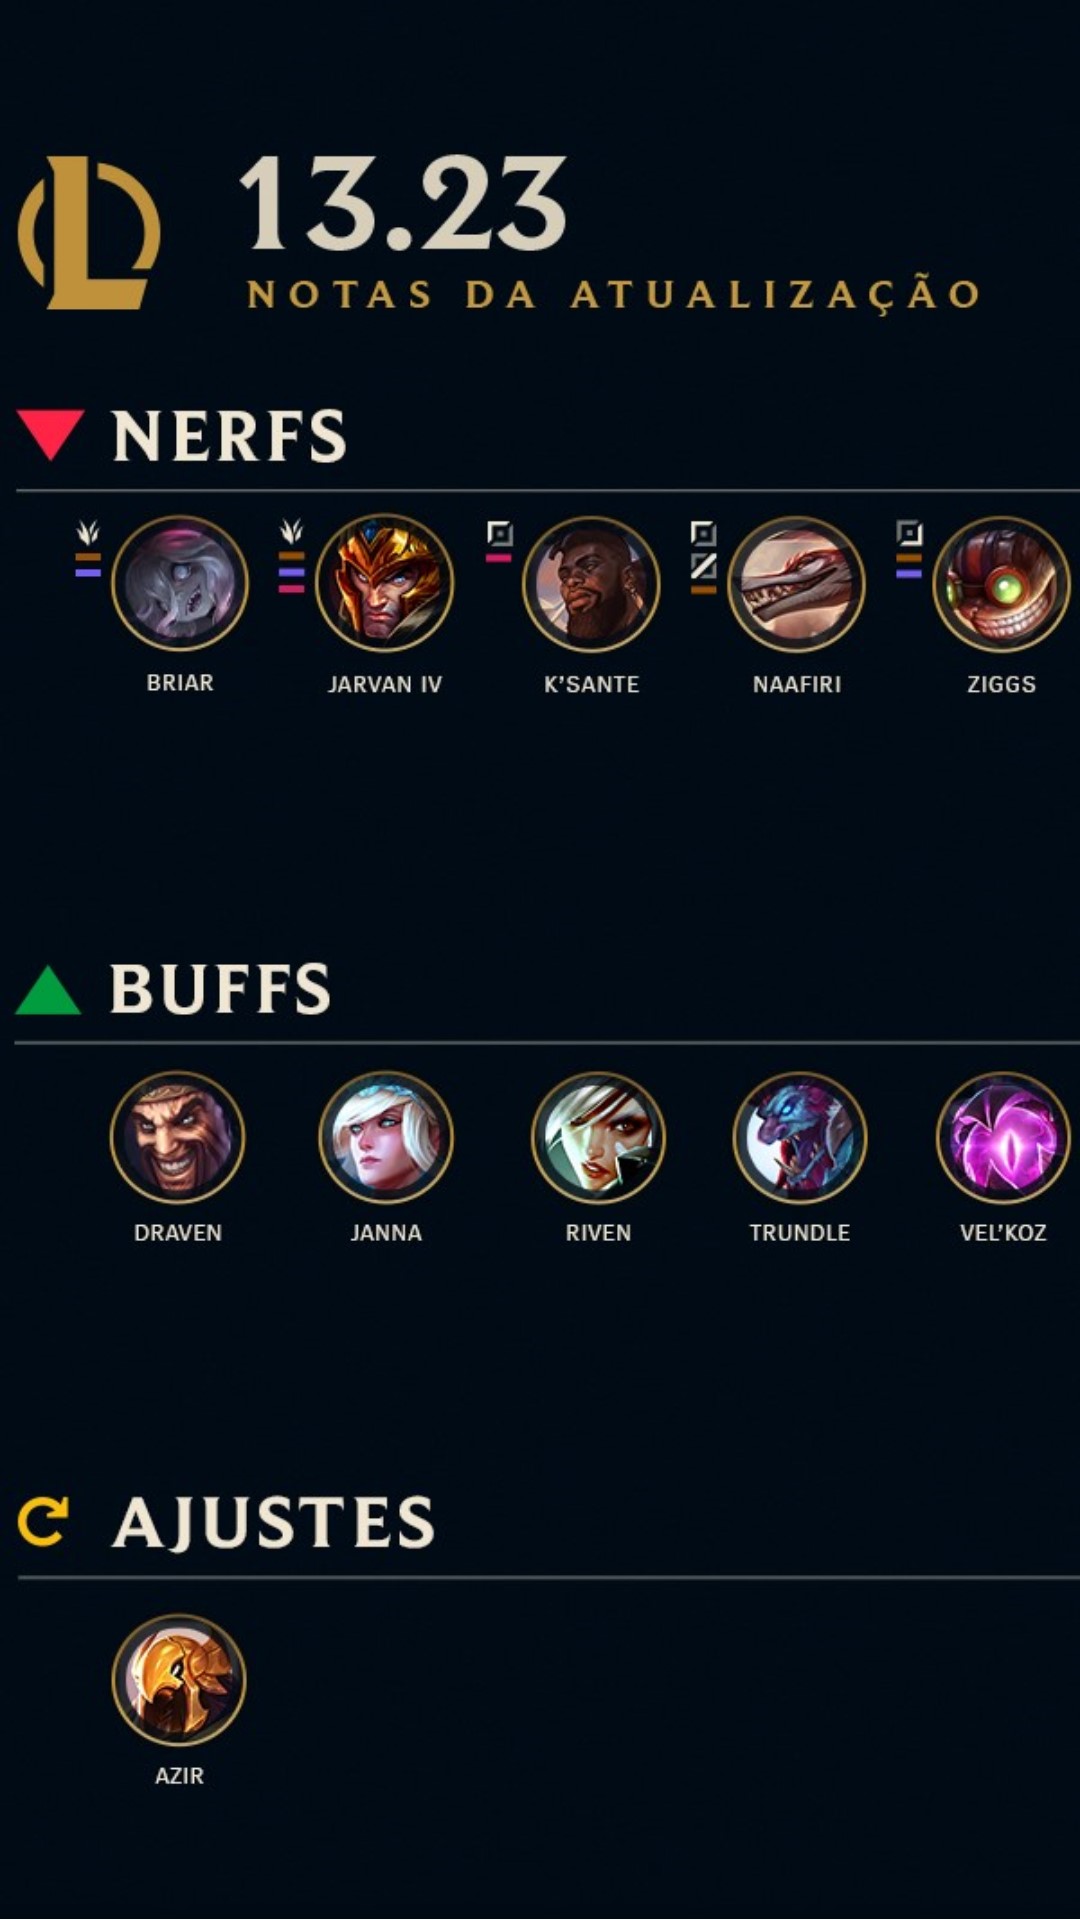 13.23
NOTAS DA ATUALIZAÇÃO
NERFS
BRIAR JARVAN IV K'SANTE NAAFIRI ZIGGS
BUFFS
DRAVEN JANNA RIVEN TRUNDLE VEL'KOZ
AJUSTES
AZIR